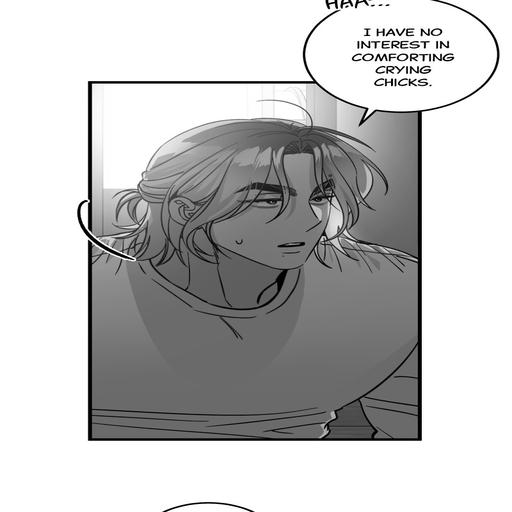 HAA...
I HAVE NO
INTEREST IN
COMFORTING
CRYING
CHICKS.